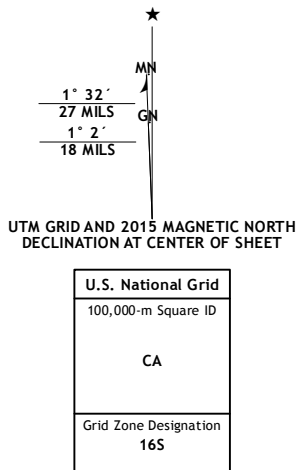 ★
MN
1° 32´
27 MILS
GN
1° 2´
18 MILS
UTM GRID AND 2015 MAGNETIC NORTH
DECLINATION AT CENTER OF SHEET
U.S. National Grid
100,000-m Square ID
CA
Grid Zone Designation
16S